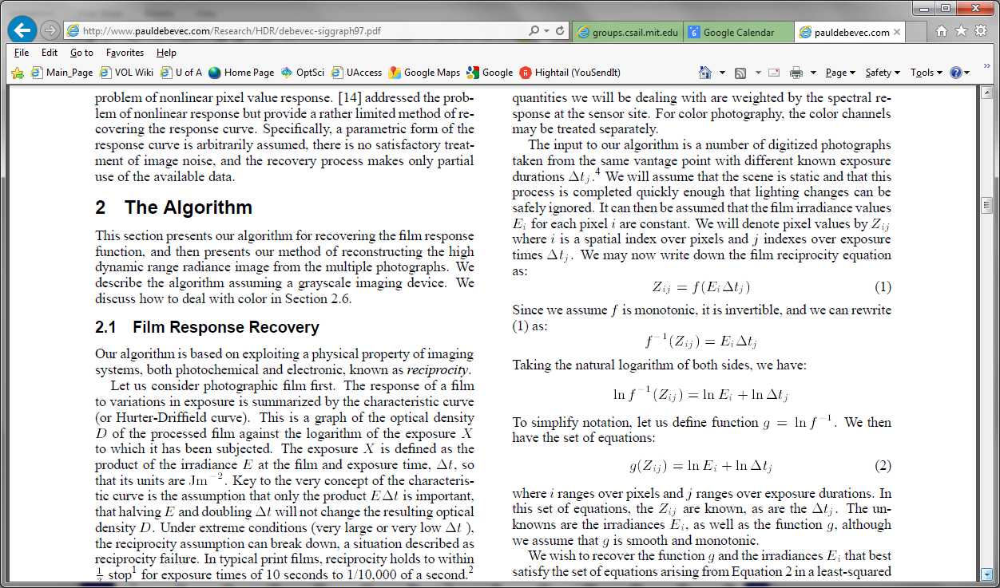 http://www.pauldebevec.com/Research/HDR/debevec-siggraph97.pdf
groups.csail.mit.edu
6 Google Calendar
pauldebevec.com
File Edit Go to Favorites Help
Main_Page VOL Wiki U of A Home Page OptSci UAccess Google Maps Google Hightail (YouSendIt) Page Safety Tools
problem of nonlinear pixel value response. [14] addressed the prob-
lem of nonlinear response but provide a rather limited method of re-
covering the response curve. Specifically, a parametric form of the
response curve is arbitrarily assumed, there is no satisfactory treat-
ment of image noise, and the recovery process makes only partial
use of the available data.
2 The Algorithm
This section presents our algorithm for recovering the film response
function, and then presents our method of reconstructing the high
dynamic range radiance image from the multiple photographs. We
describe the algorithm assuming a grayscale imaging device. We
discuss how to deal with color in Section 2.6.
2.1 Film Response Recovery
Our algorithm is based on exploiting a physical property of imaging
systems, both photochemical and electronic, known as reciprocity.
Let us consider photographic film first. The response of a film
to variations in exposure is summarized by the characteristic curve
(or Hurter-Driffield curve). This is a graph of the optical density
D of the processed film against the logarithm of the exposure X
to which it has been subjected. The exposure X is defined as the
product of the irradiance E at the film and exposure time, Δt, so
that its units are Jm⁻². Key to the very concept of the characteris-
tic curve is the assumption that only the product EΔt is important,
that halving E and doubling Δt will not change the resulting optical
density D. Under extreme conditions (very large or very low Δt ),
the reciprocity assumption can break down, a situation described as
reciprocity failure. In typical print films, reciprocity holds to within
stop¹ for exposure times of 10 seconds to 1/10,000 of a second.²
quantities we will be dealing with are weighted by the spectral re-
sponse at the sensor site. For color photography, the color channels
may be treated separately.
The input to our algorithm is a number of digitized photographs
taken from the same vantage point with different known exposure
durations Δtⱼ.⁴ We will assume that the scene is static and that this
process is completed quickly enough that lighting changes can be
safely ignored. It can then be assumed that the film irradiance values
Eᵢ for each pixel i are constant. We will denote pixel values by Zᵢⱼ
where i is a spatial index over pixels and j indexes over exposure
times Δtⱼ. We may now write down the film reciprocity equation
as:
Zᵢⱼ = f(EᵢΔtⱼ) (1)
Since we assume f is monotonic, it is invertible, and we can rewrite
(1) as:
f⁻¹(Zᵢⱼ) = EᵢΔtⱼ
Taking the natural logarithm of both sides, we have:
ln f⁻¹(Zᵢⱼ) = ln Eᵢ + ln Δtⱼ
To simplify notation, let us define function g = ln f⁻¹. We then
have the set of equations:
g(Zᵢⱼ) = ln Eᵢ + ln Δtⱼ (2)
where i ranges over pixels and j ranges over exposure durations. In
this set of equations, the Zᵢⱼ are known, as are the Δtⱼ. The un-
knowns are the irradiances Eᵢ, as well as the function g, although
we assume that g is smooth and monotonic.
We wish to recover the function g and the irradiances Eᵢ that best
satisfy the set of equations arising from Equation 2 in a least-squared